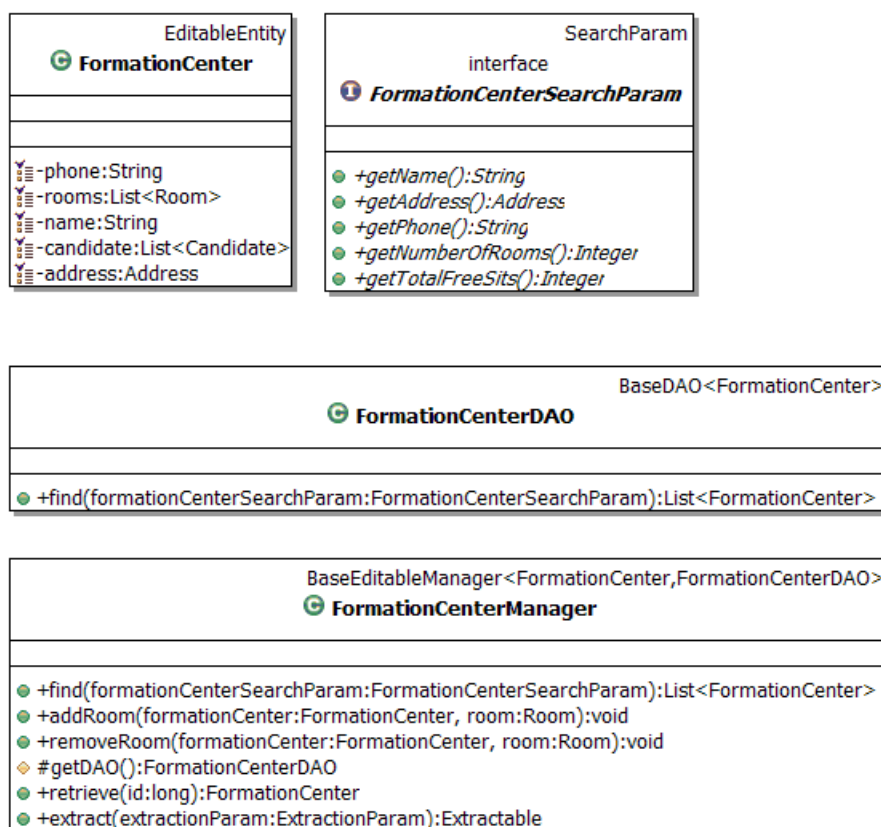 EditableEntity
FormationCenter
-phone:String
-rooms:List<Room>
-name:String
-candidate:List<Candidate>
-address:Address
SearchParam
interface
FormationCenterSearchParam
+getName():String
+getAddress():Address
+getPhone():String
+getNumberOfRooms():Integer
+getTotalFreeSits():Integer
BaseDAO<FormationCenter>
FormationCenterDAO
+find(formationCenterSearchParam:FormationCenterSearchParam):List<FormationCenter>
BaseEditableManager<FormationCenter,FormationCenterDAO>
FormationCenterManager
+find(formationCenterSearchParam:FormationCenterSearchParam):List<FormationCenter>
+addRoom(formationCenter:FormationCenter, room:Room):void
+removeRoom(formationCenter:FormationCenter, room:Room):void
#getDAO():FormationCenterDAO
+retrieve(id:long):FormationCenter
+extract(extractionParam:ExtractionParam):Extractable